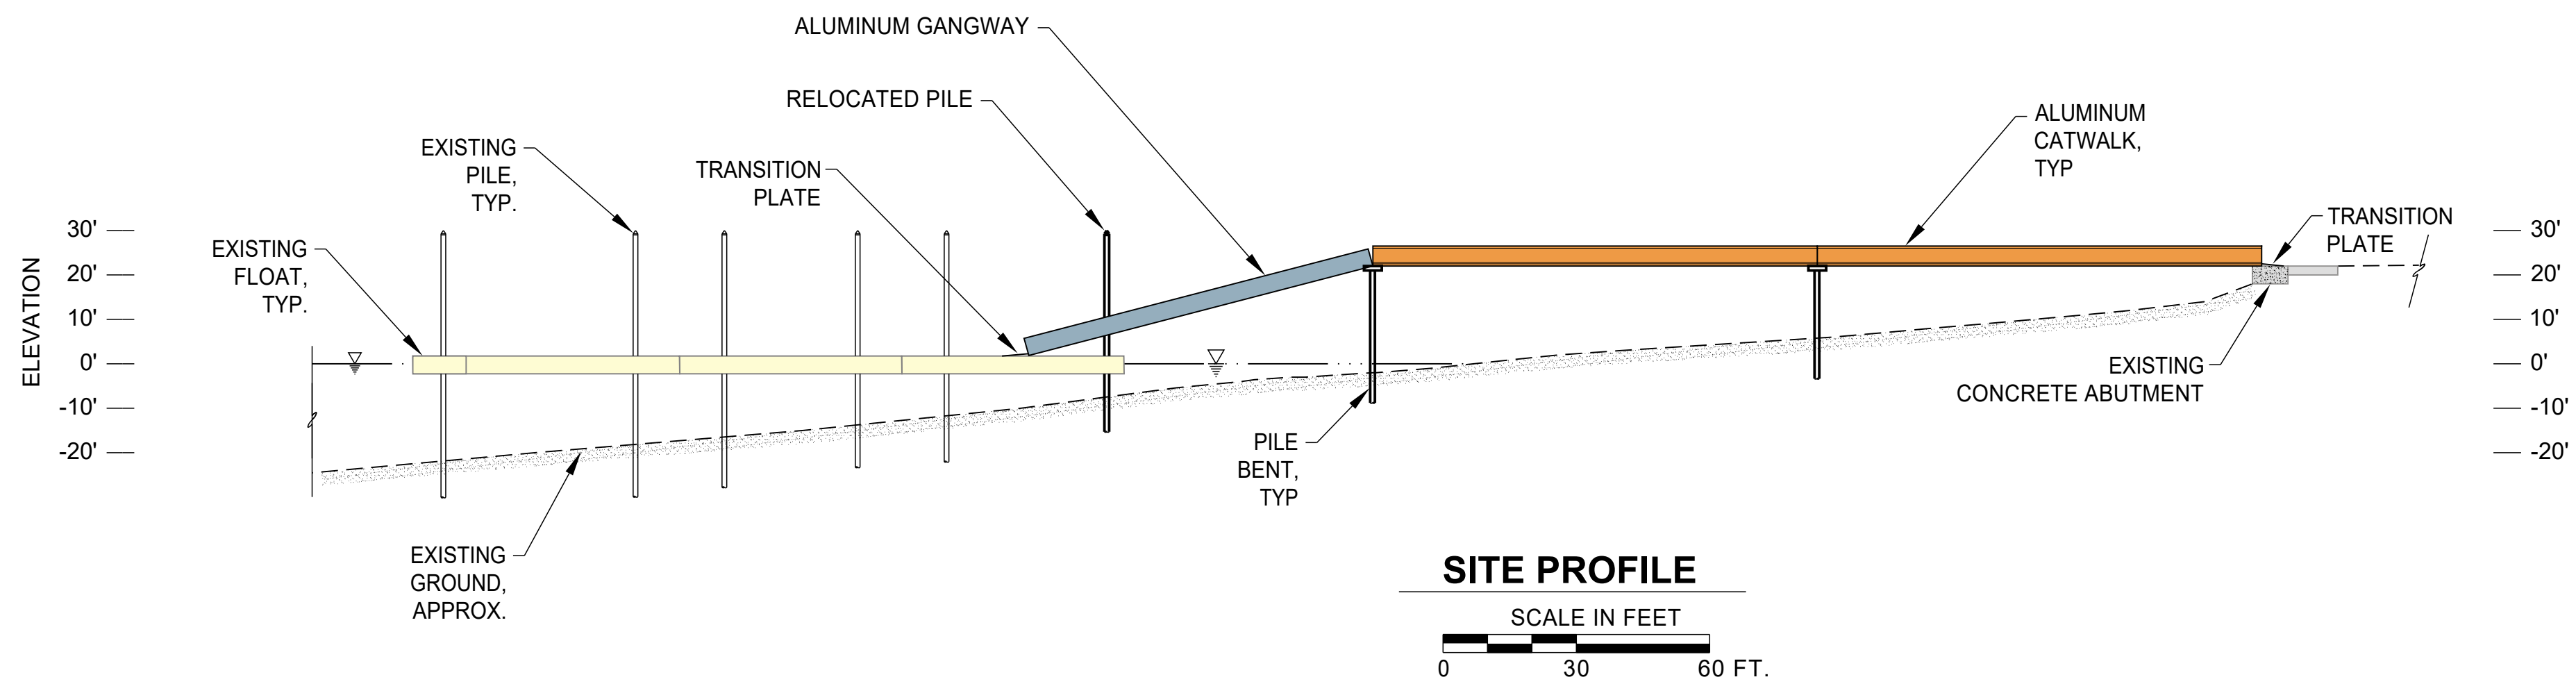 ALUMINUM GANGWAY
RELOCATED PILE
ALUMINUM
CATWALK,
TYP
EXISTING
PILE,
TYP.
TRANSITION
PLATE
TRANSITION
PLATE
EXISTING
FLOAT,
TYP.
ELEVATION
30'
20'
10'
0'
-10'
-20'
30'
20'
10'
0'
-10'
-20'
EXISTING
CONCRETE ABUTMENT
PILE
BENT,
TYP
EXISTING
GROUND,
APPROX.
SITE PROFILE
SCALE IN FEET
0 30 60 FT.